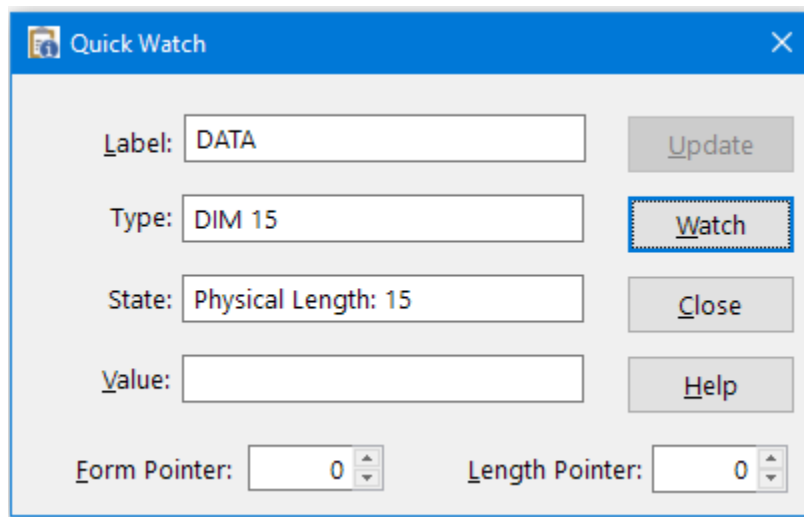 Quick Watch
Label: DATA Update
Type: DIM 15 Watch
State: Physical Length: 15 Close
Value: Help
Form Pointer: 0 Length Pointer: 0